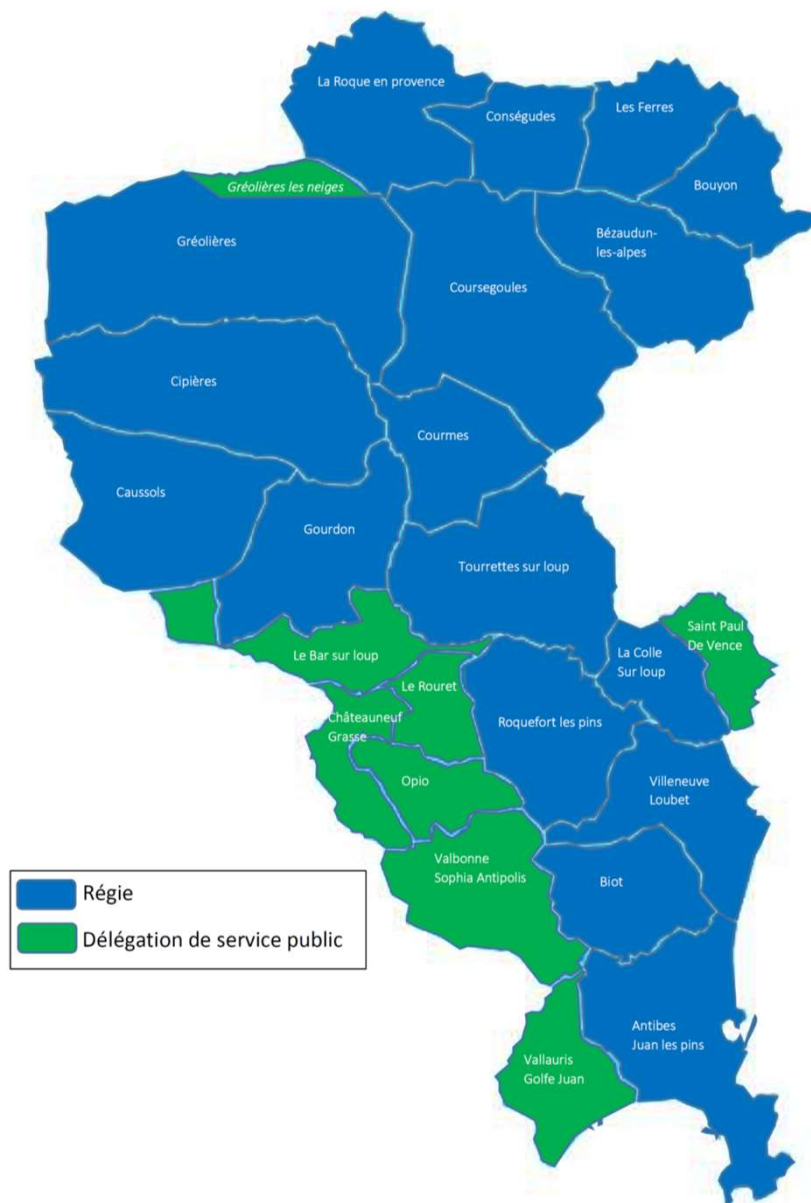 La Roque en provence
Conségudes
Les Ferres
Bouyon
Gréolières les neiges
Gréolières
Bézaudun-
les-alpes
Coursegoules
Cipières
Courmes
Caussols
Gourdon
Tourrettes sur loup
Saint Paul
De Vence
Le Bar sur loup
La Colle
Sur loup
Le Rouret
Châteauneuf
Grasse
Roquefort les pins
Opio
Villeneuve
Loubet
Valbonne
Sophia Antipolis
Biot
Régie
Délégation de service public
Antibes
Juan les pins
Vallauris
Golfe Juan